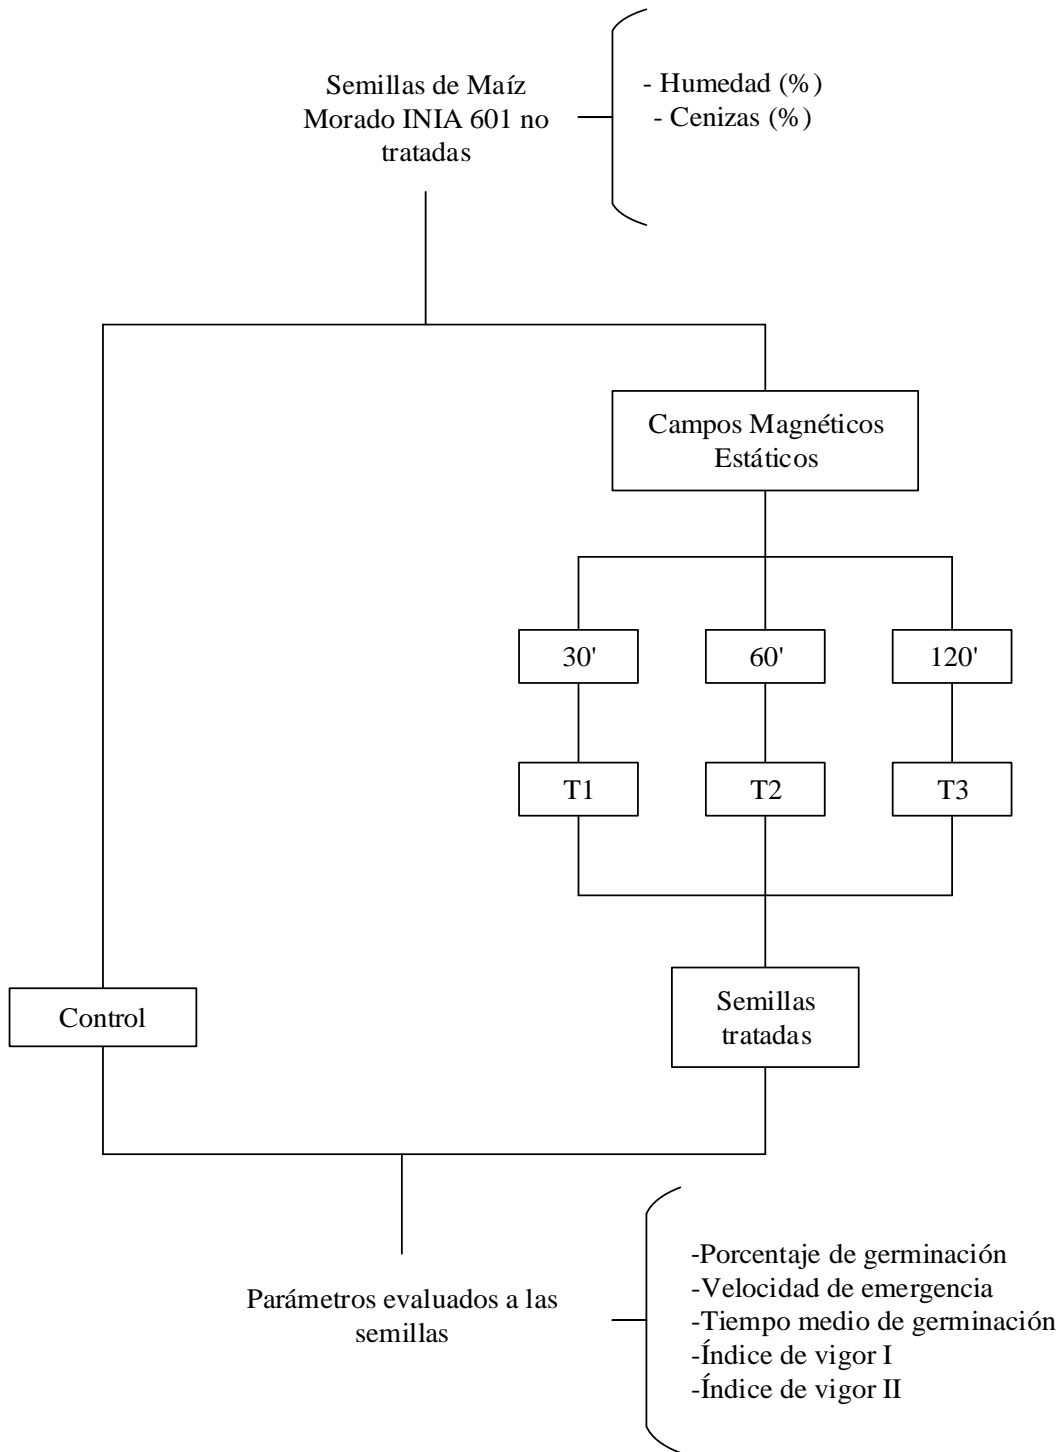 Semillas de Maíz
Morado INIA 601 no
tratadas
- Humedad (%)
- Cenizas (%)
Campos Magnéticos
Estáticos
30'
60'
120'
T1
T2
T3
Control
Semillas
tratadas
Parámetros evaluados a las
semillas
-Porcentaje de germinación
-Velocidad de emergencia
-Tiempo medio de germinación
-Índice de vigor I
-Índice de vigor II